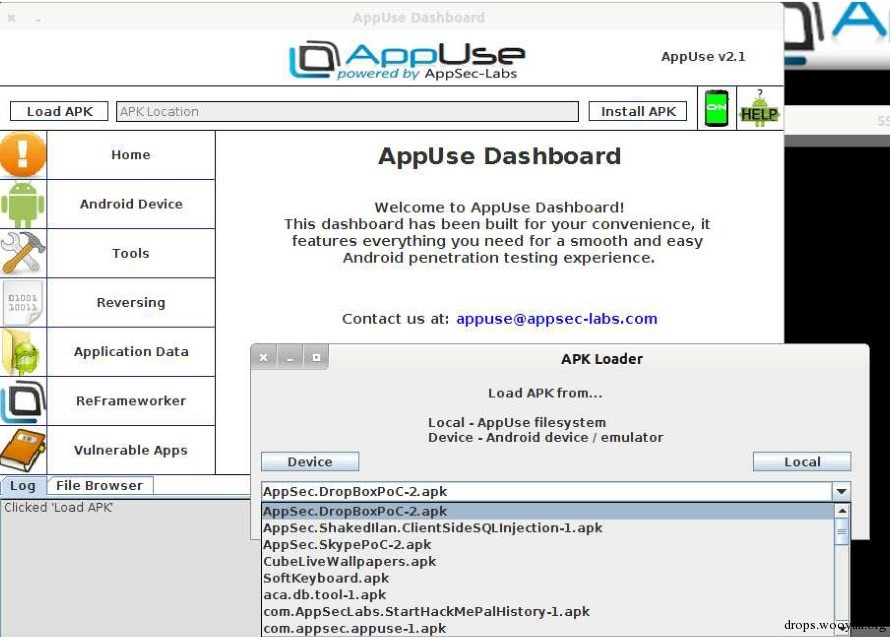 AppUse Dashboard
AppUse
powered by AppSec-Labs
AppUse v2.1
Load APK
APK Location
Install APK
ON
?
HELP
Home
Android Device
Tools
Reversing
Application Data
ReFrameworker
Vulnerable Apps
01001
10011
AppUse Dashboard
Welcome to AppUse Dashboard!
This dashboard has been built for your convenience, it
features everything you need for a smooth and easy
Android penetration testing experience.
Contact us at: appuse@appsec-labs.com
Log
File Browser
Clicked 'Load APK'
APK Loader
Load APK from...
Local - AppUse filesystem
Device - Android device / emulator
Device
Local
AppSec.DropBoxPoC-2.apk
AppSec.DropBoxPoC-2.apk
AppSec.ShakedIlan.ClientSideSQLInjection-1.apk
AppSec.SkypePoC-2.apk
CubeLiveWallpapers.apk
SoftKeyboard.apk
aca.db.tool-1.apk
com.AppSecLabs.StartHackMePalHistory-1.apk
com.appsec.appuse-1.apk
drops.wooyun.org